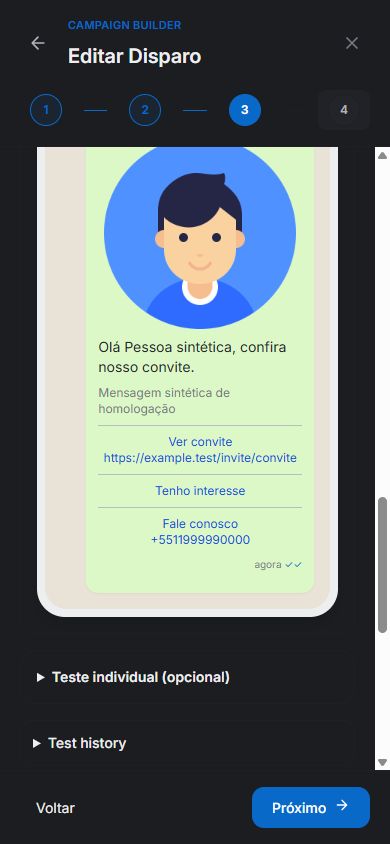 CAMPAIGN BUILDER
Editar Disparo
1 2 3 4
Olá Pessoa sintética, confira
nosso convite.
Mensagem sintética de
homologação
Ver convite
https://example.test/invite/convite
Tenho interesse
Fale conosco
+5511999990000
agora
Teste individual (opcional)
Test history
Voltar
Próximo